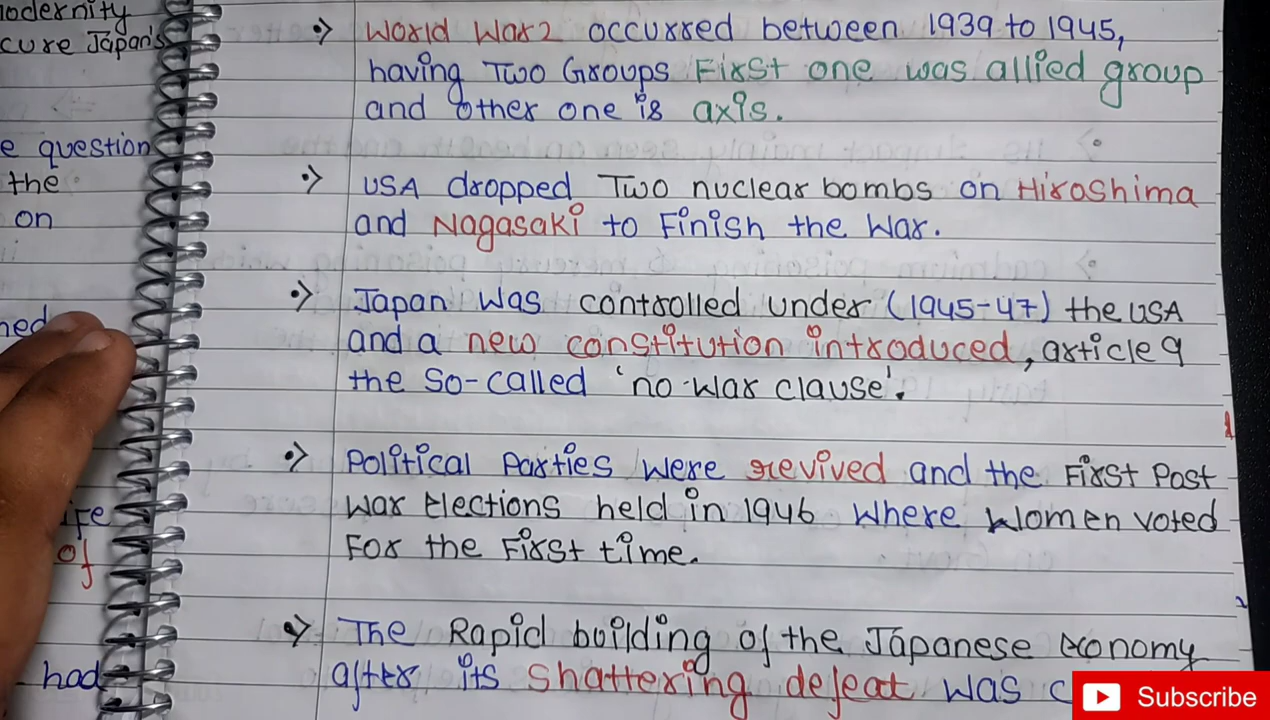 modernity
cure Japan's
e question
the
on
ned
ife
of
had
World War2 occurred between 1939 to 1945,
having Two Groups First one was allied group
and other one is axis.
USA dropped Two nuclear bombs on Hiroshima
and Nagasaki to Finish the War.
Japan was controlled under (1945-47) the USA
and a new constitution introduced, article 9
the So-called 'no-war clause'.
Political Parties were revived and the First Post
War Elections held in 1946 where Women voted
For the First time.
The Rapid building of the Japanese economy
after its shattering defeat was c
Subscribe